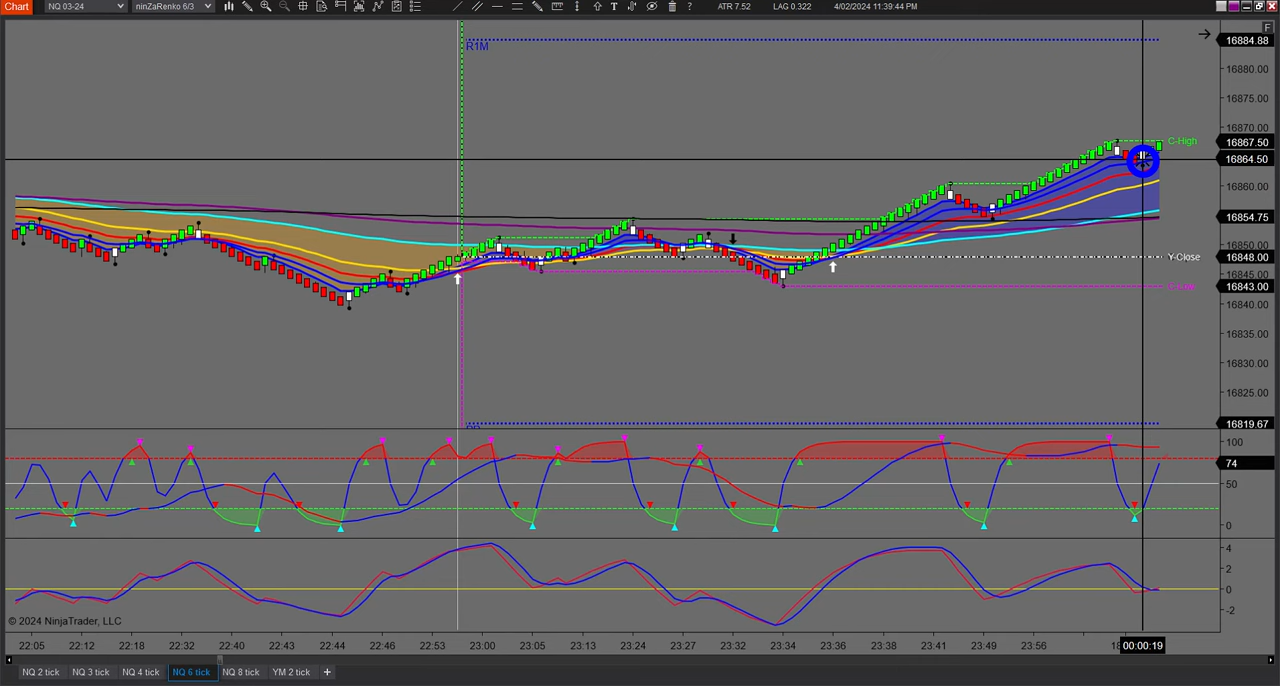 Chart NQ 03-24 ninZaRenko 6/3 T ? ATR 7.52 LAG 0.322 4/02/2024 11:39:44 PM
F
R1M
16884.88
16880.00
16875.00
16870.00
C-High 16867.50
16864.50
16860.00
16854.75
16850.00
Y-Close 16848.00
16845.00
16843.00
16840.00
16835.00
16830.00
16825.00
16819.67
100
74
50
0
4
2
0
-2
© 2024 NinjaTrader, LLC
22:05 22:12 22:18 22:32 22:40 22:44 22:46 22:53 23:00 23:05 23:13 23:24 23:27 23:32 23:34 23:36 23:38 23:41 23:49 23:56 18 00:00:19
NQ 2 tick NQ 3 tick NQ 4 tick NQ 6 tick NQ 8 tick YM 2 tick +